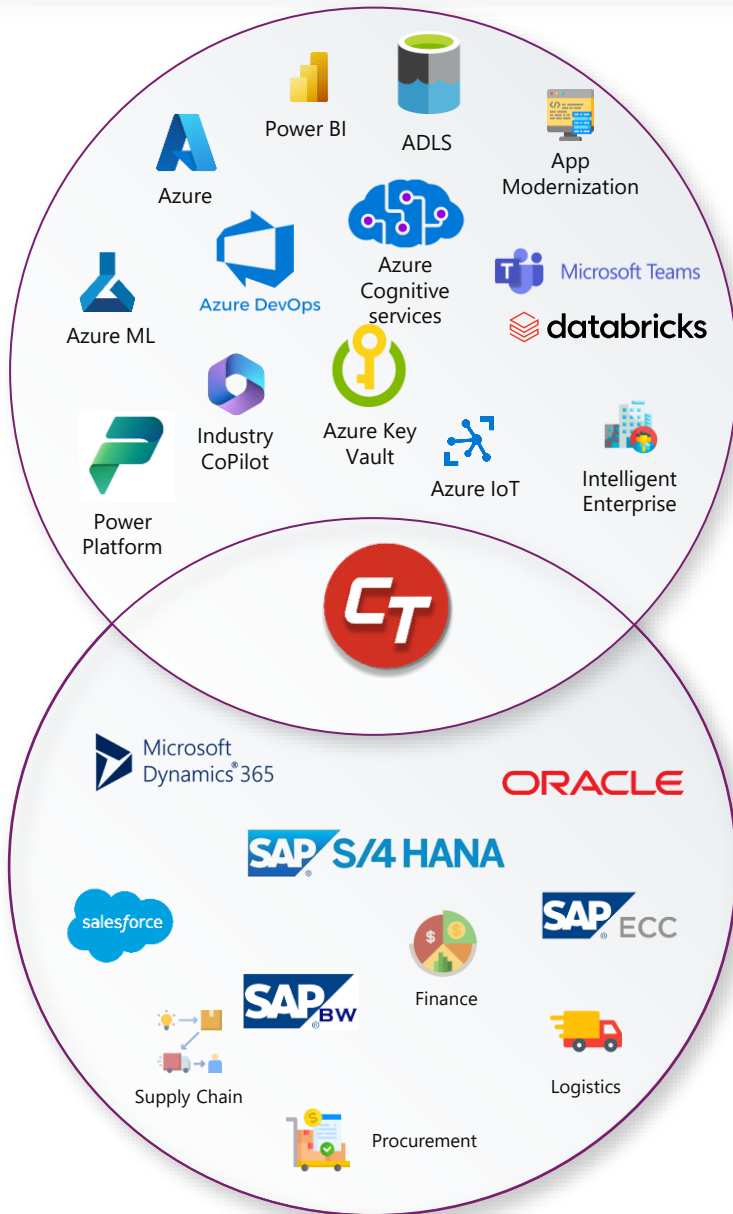 Power BI
ADLS
App
Modernization
Azure
Azure DevOps
Azure
Cognitive
services
T
Microsoft Teams
databricks
Azure ML
Industry
CoPilot
Azure Key
Vault
Azure IoT
Intelligent
Enterprise
Power
Platform
CT
Microsoft
Dynamics® 365
ORACLE
SAP® S/4 HANA
salesforce
SAP® ECC
$ $
Finance
SAP® BW
Supply Chain
Logistics
$
Procurement